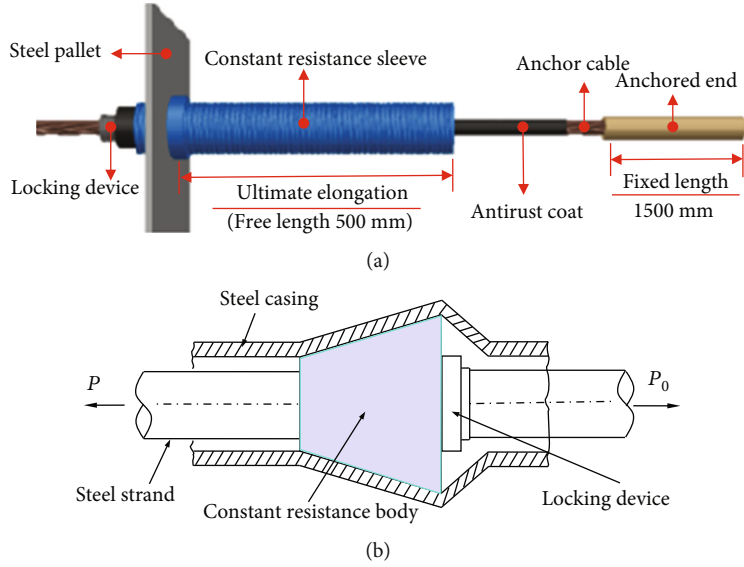 Steel pallet
Constant resistance sleeve
Anchor cable
Anchored end
Locking device
Ultimate elongation
(Free length 500 mm)
Antirust coat
Fixed length
1500 mm
(a)
Steel casing
P
P₀
Steel strand
Constant resistance body
Locking device
(b)